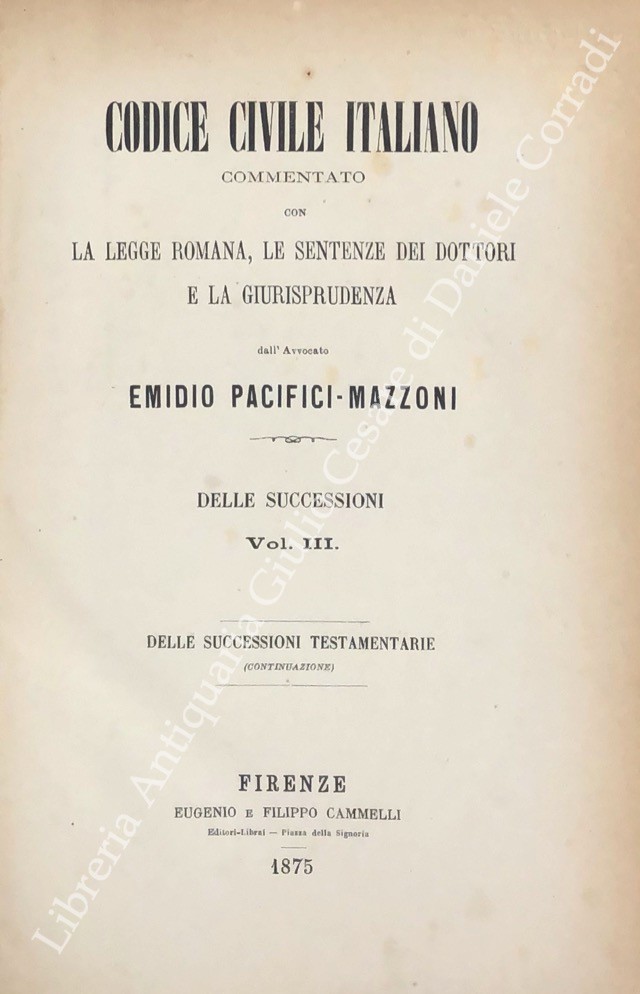 CODICE CIVILE ITALIANO
COMMENTATO
CON
LA LEGGE ROMANA, LE SENTENZE DEI DOTTORI
E LA GIURISPRUDENZA
dall' Avvocato
EMIDIO PACIFICI-MAZZONI
DELLE SUCCESSIONI
Vol. III.
DELLE SUCCESSIONI TESTAMENTARIE
(CONTINUAZIONE)
FIRENZE
EUGENIO E FILIPPO CAMMELLI
Editori-Librai — Piazza della Signoria
1875
Libreria Antiquaria Giulio Cesare di Daniele Corradi